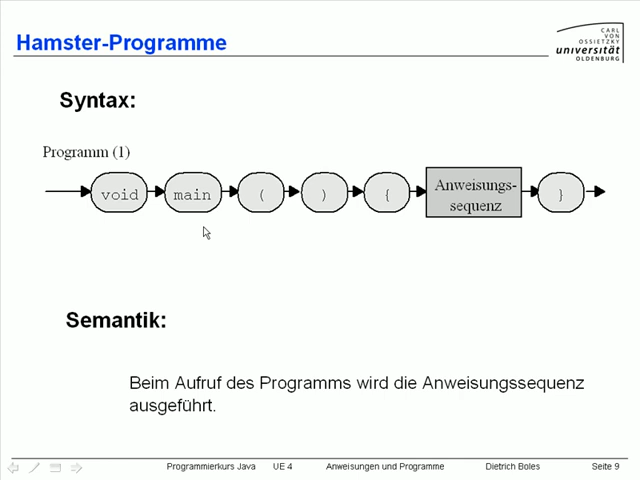 Hamster-Programme
CARL
VON
OSSIETZKY
universität
OLDENBURG
Syntax:
Programm (1)
void main ( ) { Anweisungs-
sequenz }
Semantik:
Beim Aufruf des Programms wird die Anweisungssequenz
ausgeführt.
Programmierkurs Java UE 4 Anweisungen und Programme Dietrich Boles Seite 9